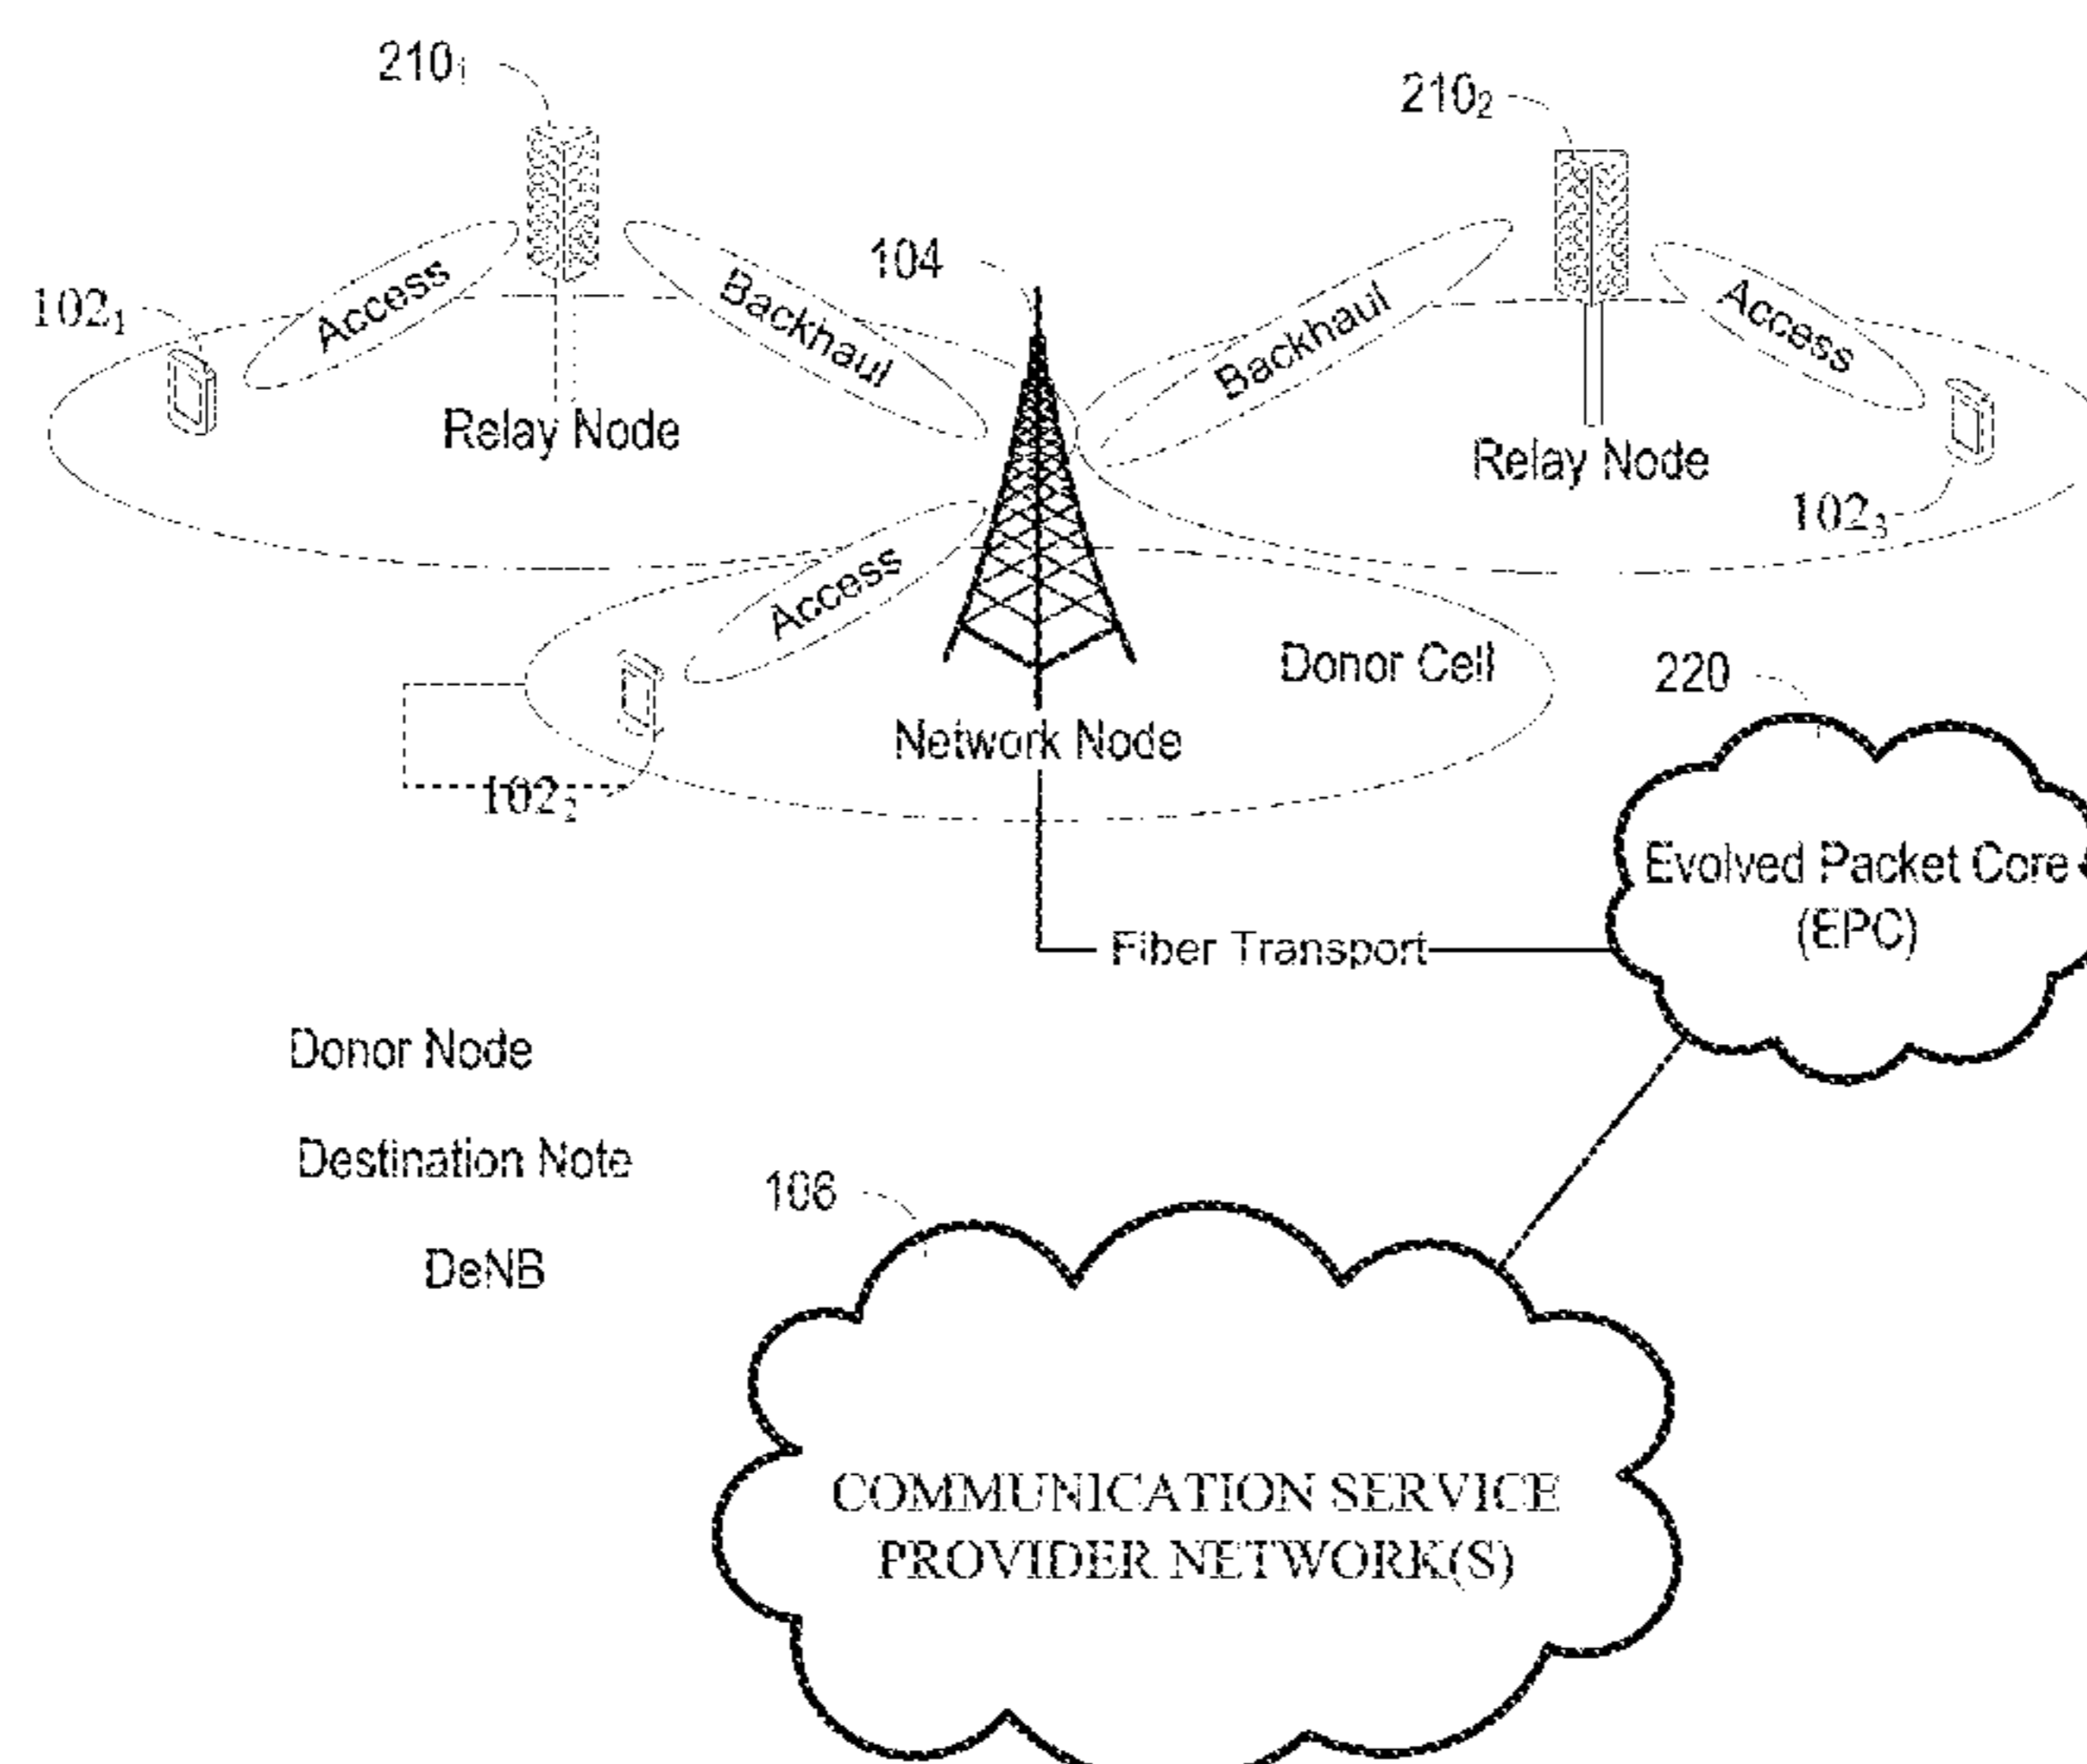 210₁
210₂
104
102₁
Access
Backhaul
Backhaul
Access
Relay Node
Relay Node
102₃
Access
Donor Cell
220
Network Node
102₂
Evolved Packet Core
(EPC)
Fiber Transport
Donor Node
Destination Note
106
DeNB
COMMUNICATION SERVICE
PROVIDER NETWORK(S)